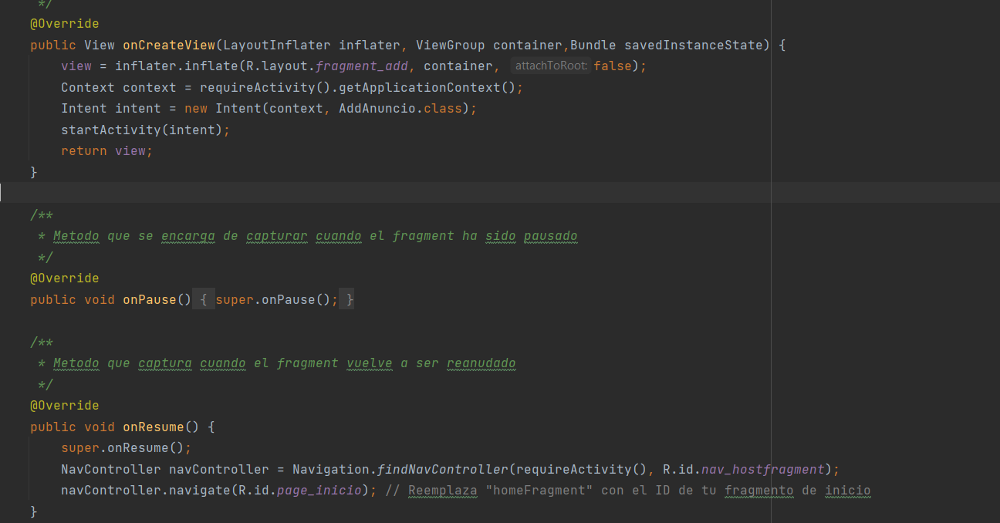 */
@Override
public View onCreateView(LayoutInflater inflater, ViewGroup container,Bundle savedInstanceState) {
view = inflater.inflate(R.layout.fragment_add, container, attachToRoot: false);
Context context = requireActivity().getApplicationContext();
Intent intent = new Intent(context, AddAnuncio.class);
startActivity(intent);
return view;
}
/**
* Metodo que se encarga de capturar cuando el fragment ha sido pausado
*/
@Override
public void onPause() { super.onPause(); }
/**
* Metodo que captura cuando el fragment vuelve a ser reanudado
*/
@Override
public void onResume() {
super.onResume();
NavController navController = Navigation.findNavController(requireActivity(), R.id.nav_hostfragment);
navController.navigate(R.id.page_inicio); // Reemplaza "homeFragment" con el ID de tu fragmento de inicio
}